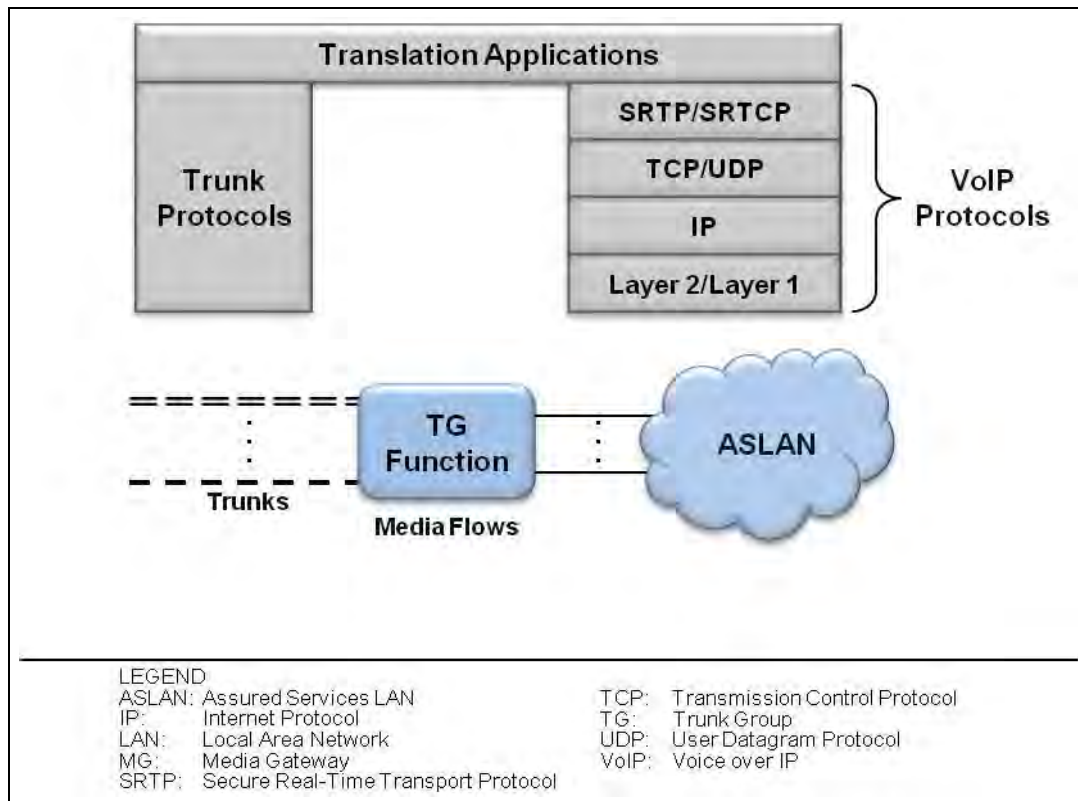 Translation Applications
Trunk
Protocols
SRTP/SRTCP
TCP/UDP
IP
Layer 2/Layer 1
VoIP
Protocols
TG
Function
ASLAN
Trunks
Media Flows
LEGEND
ASLAN: Assured Services LAN
IP: Internet Protocol
LAN: Local Area Network
MG: Media Gateway
SRTP: Secure Real-Time Transport Protocol
TCP: Transmission Control Protocol
TG: Trunk Group
UDP: User Datagram Protocol
VoIP: Voice over IP